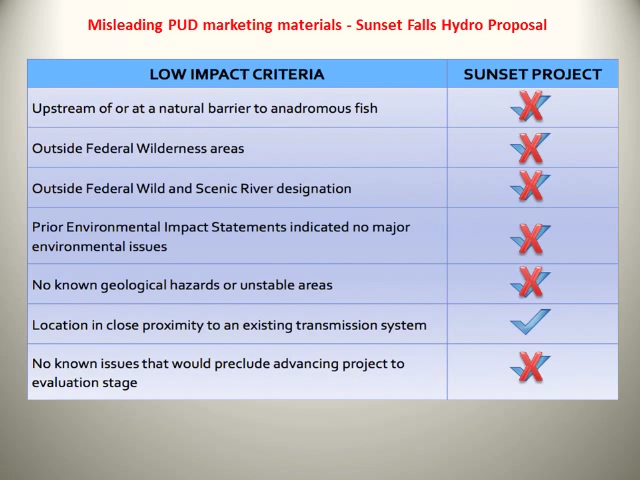 Misleading PUD marketing materials - Sunset Falls Hydro Proposal
LOW IMPACT CRITERIA
SUNSET PROJECT
Upstream of or at a natural barrier to anadromous fish
Outside Federal Wilderness areas
Outside Federal Wild and Scenic River designation
Prior Environmental Impact Statements indicated no major
environmental issues
No known geological hazards or unstable areas
Location in close proximity to an existing transmission system
No known issues that would preclude advancing project to
evaluation stage